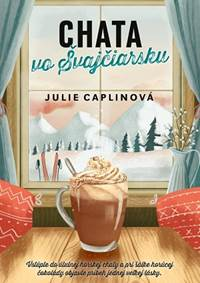 CHATA
vo Švajčiarsku
JULIE CAPLINOVÁ
Vstúpte do útulnej horskej chaty a pri šálke horúcej
čokolády objavte príbeh jednej veľkej lásky.